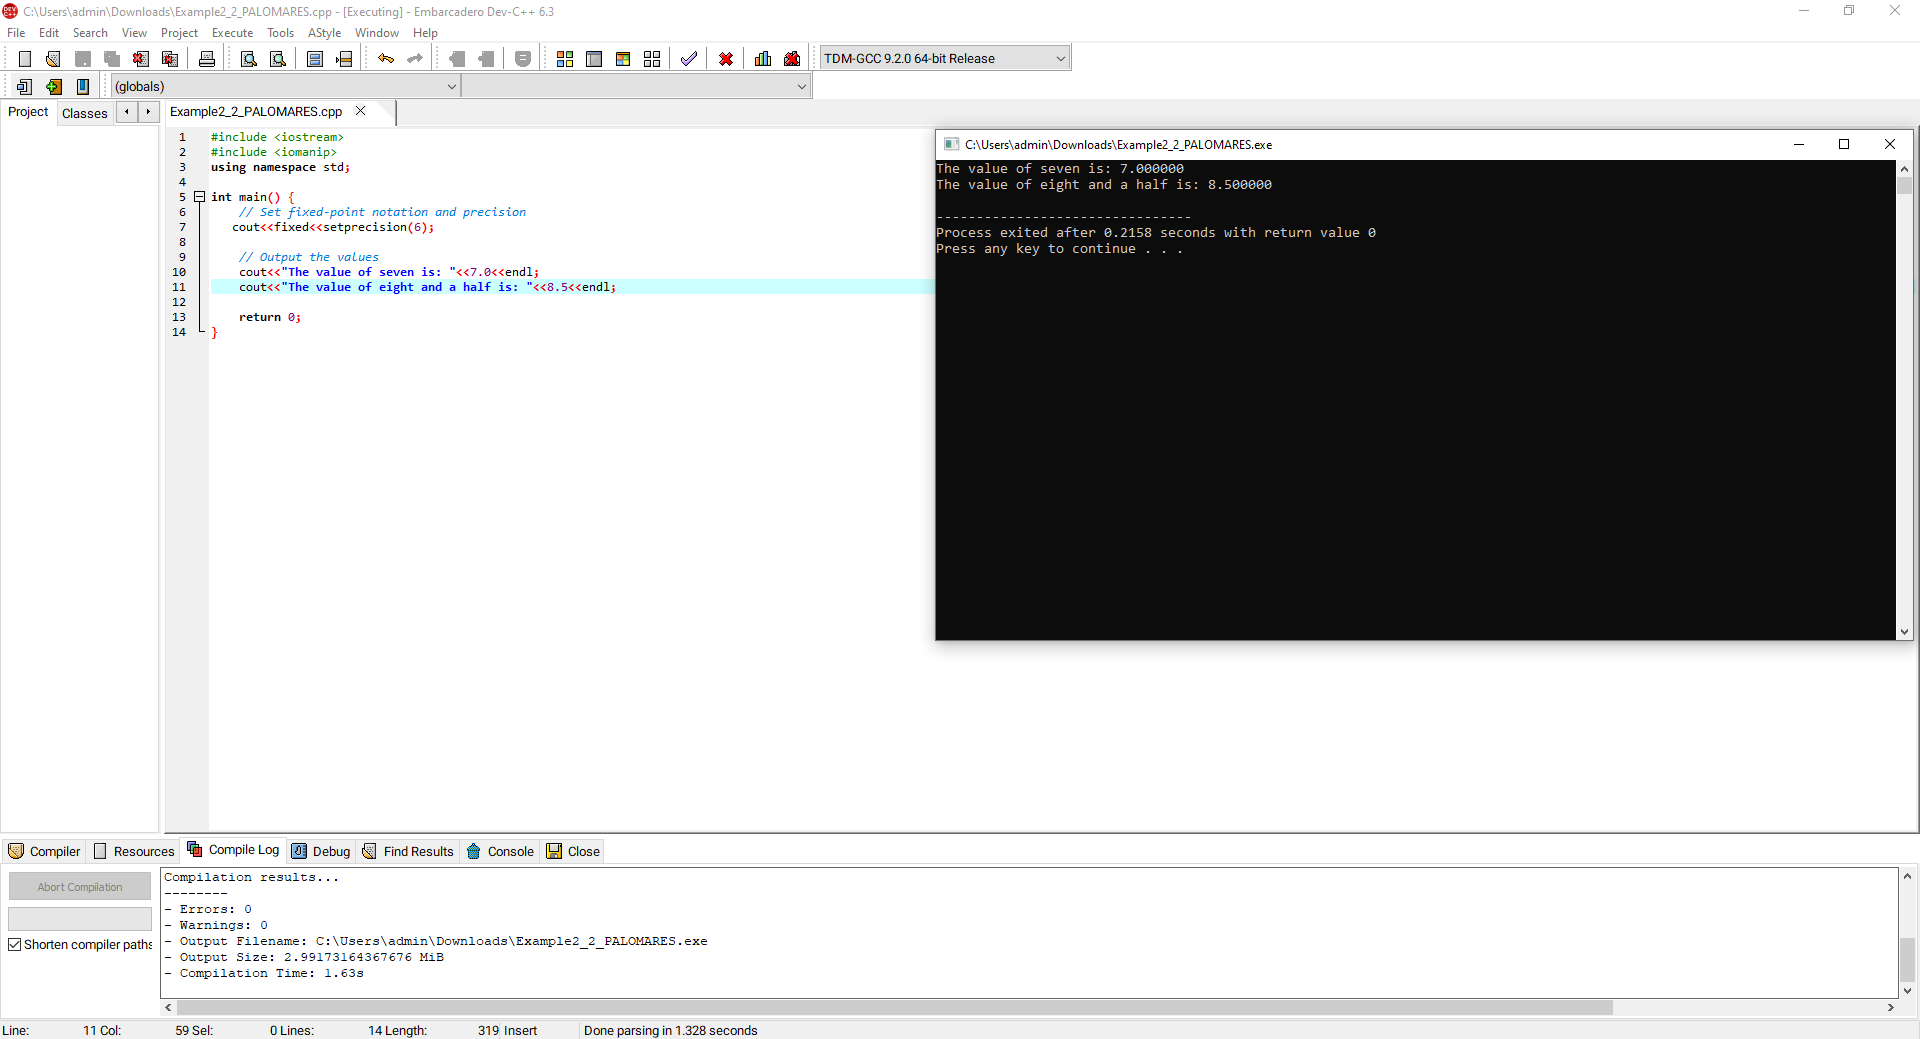 C:\Users\admin\Downloads\Example2_2_PALOMARES.cpp - [Executing] - Embarcadero Dev-C++ 6.3
File Edit Search View Project Execute Tools AStyle Window Help
TDM-GCC 9.2.0 64-bit Release
(globals)
Project Classes
Example2_2_PALOMARES.cpp
1 #include <iostream>
2 #include <iomanip>
3 using namespace std;
4
5 int main() {
6 // Set fixed-point notation and precision
7 cout<<fixed<<setprecision(6);
8
9 // Output the values
10 cout<<"The value of seven is: "<<7.0<<endl;
11 cout<<"The value of eight and a half is: "<<8.5<<endl;
12
13 return 0;
14 }
C:\Users\admin\Downloads\Example2_2_PALOMARES.exe
The value of seven is: 7.000000
The value of eight and a half is: 8.500000
--------------------------------
Process exited after 0.2158 seconds with return value 0
Press any key to continue . . .
Compiler Resources Compile Log Debug Find Results Console Close
Abort Compilation
Shorten compiler paths
Compilation results...
--------
- Errors: 0
- Warnings: 0
- Output Filename: C:\Users\admin\Downloads\Example2_2_PALOMARES.exe
- Output Size: 2.99173164367676 MiB
- Compilation Time: 1.63s
Line: 11 Col: 59 Sel: 0 Lines: 14 Length: 319 Insert Done parsing in 1.328 seconds